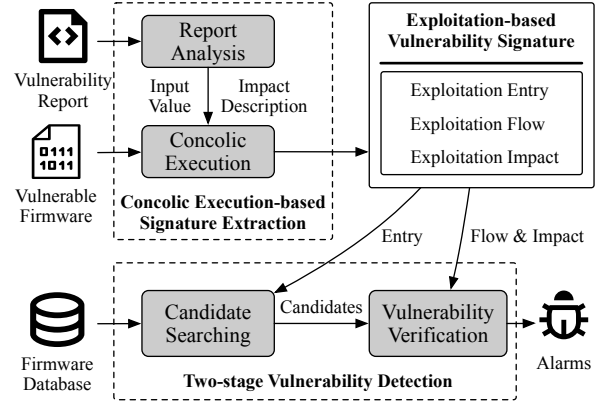 Vulnerability
Report
Report
Analysis
Input
Value
Impact
Description
0111
1011
Vulnerable
Firmware
Concolic
Execution
Concolic Execution-based
Signature Extraction
Exploitation-based
Vulnerability Signature
Exploitation Entry
Exploitation Flow
Exploitation Impact
Entry
Flow & Impact
Firmware
Database
Candidate
Searching
Candidates
Vulnerability
Verification
Alarms
Two-stage Vulnerability Detection